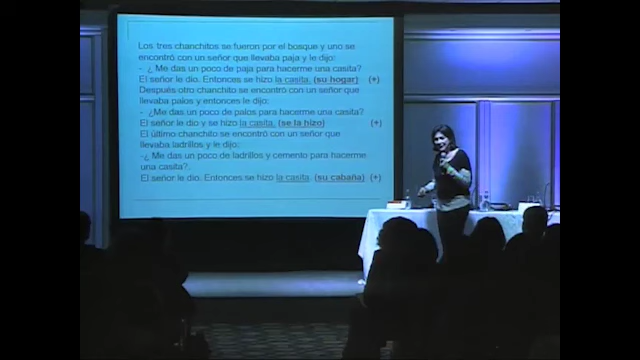 Los tres chanchitos se fueron por el bosque y uno se
encontró con un señor que llevaba paja y le dijo:
- ¿ Me das un poco de paja para hacerme una casita?
El señor le dio. Entonces se hizo la casita. (su hogar) (+)
Después otro chanchito se encontró con un señor que
llevaba palos y entonces le dijo:
- ¿Me das un poco de palos para hacerme una casita?
El señor le dio y se hizo la casita. (se la hizo) (+)
El último chanchito se encontró con un señor que
llevaba ladrillos y le dijo:
-¿ Me das un poco de ladrillos y cemento para hacerme
una casita?.
El señor le dio. Entonces se hizo la casita. (su cabaña) (+)